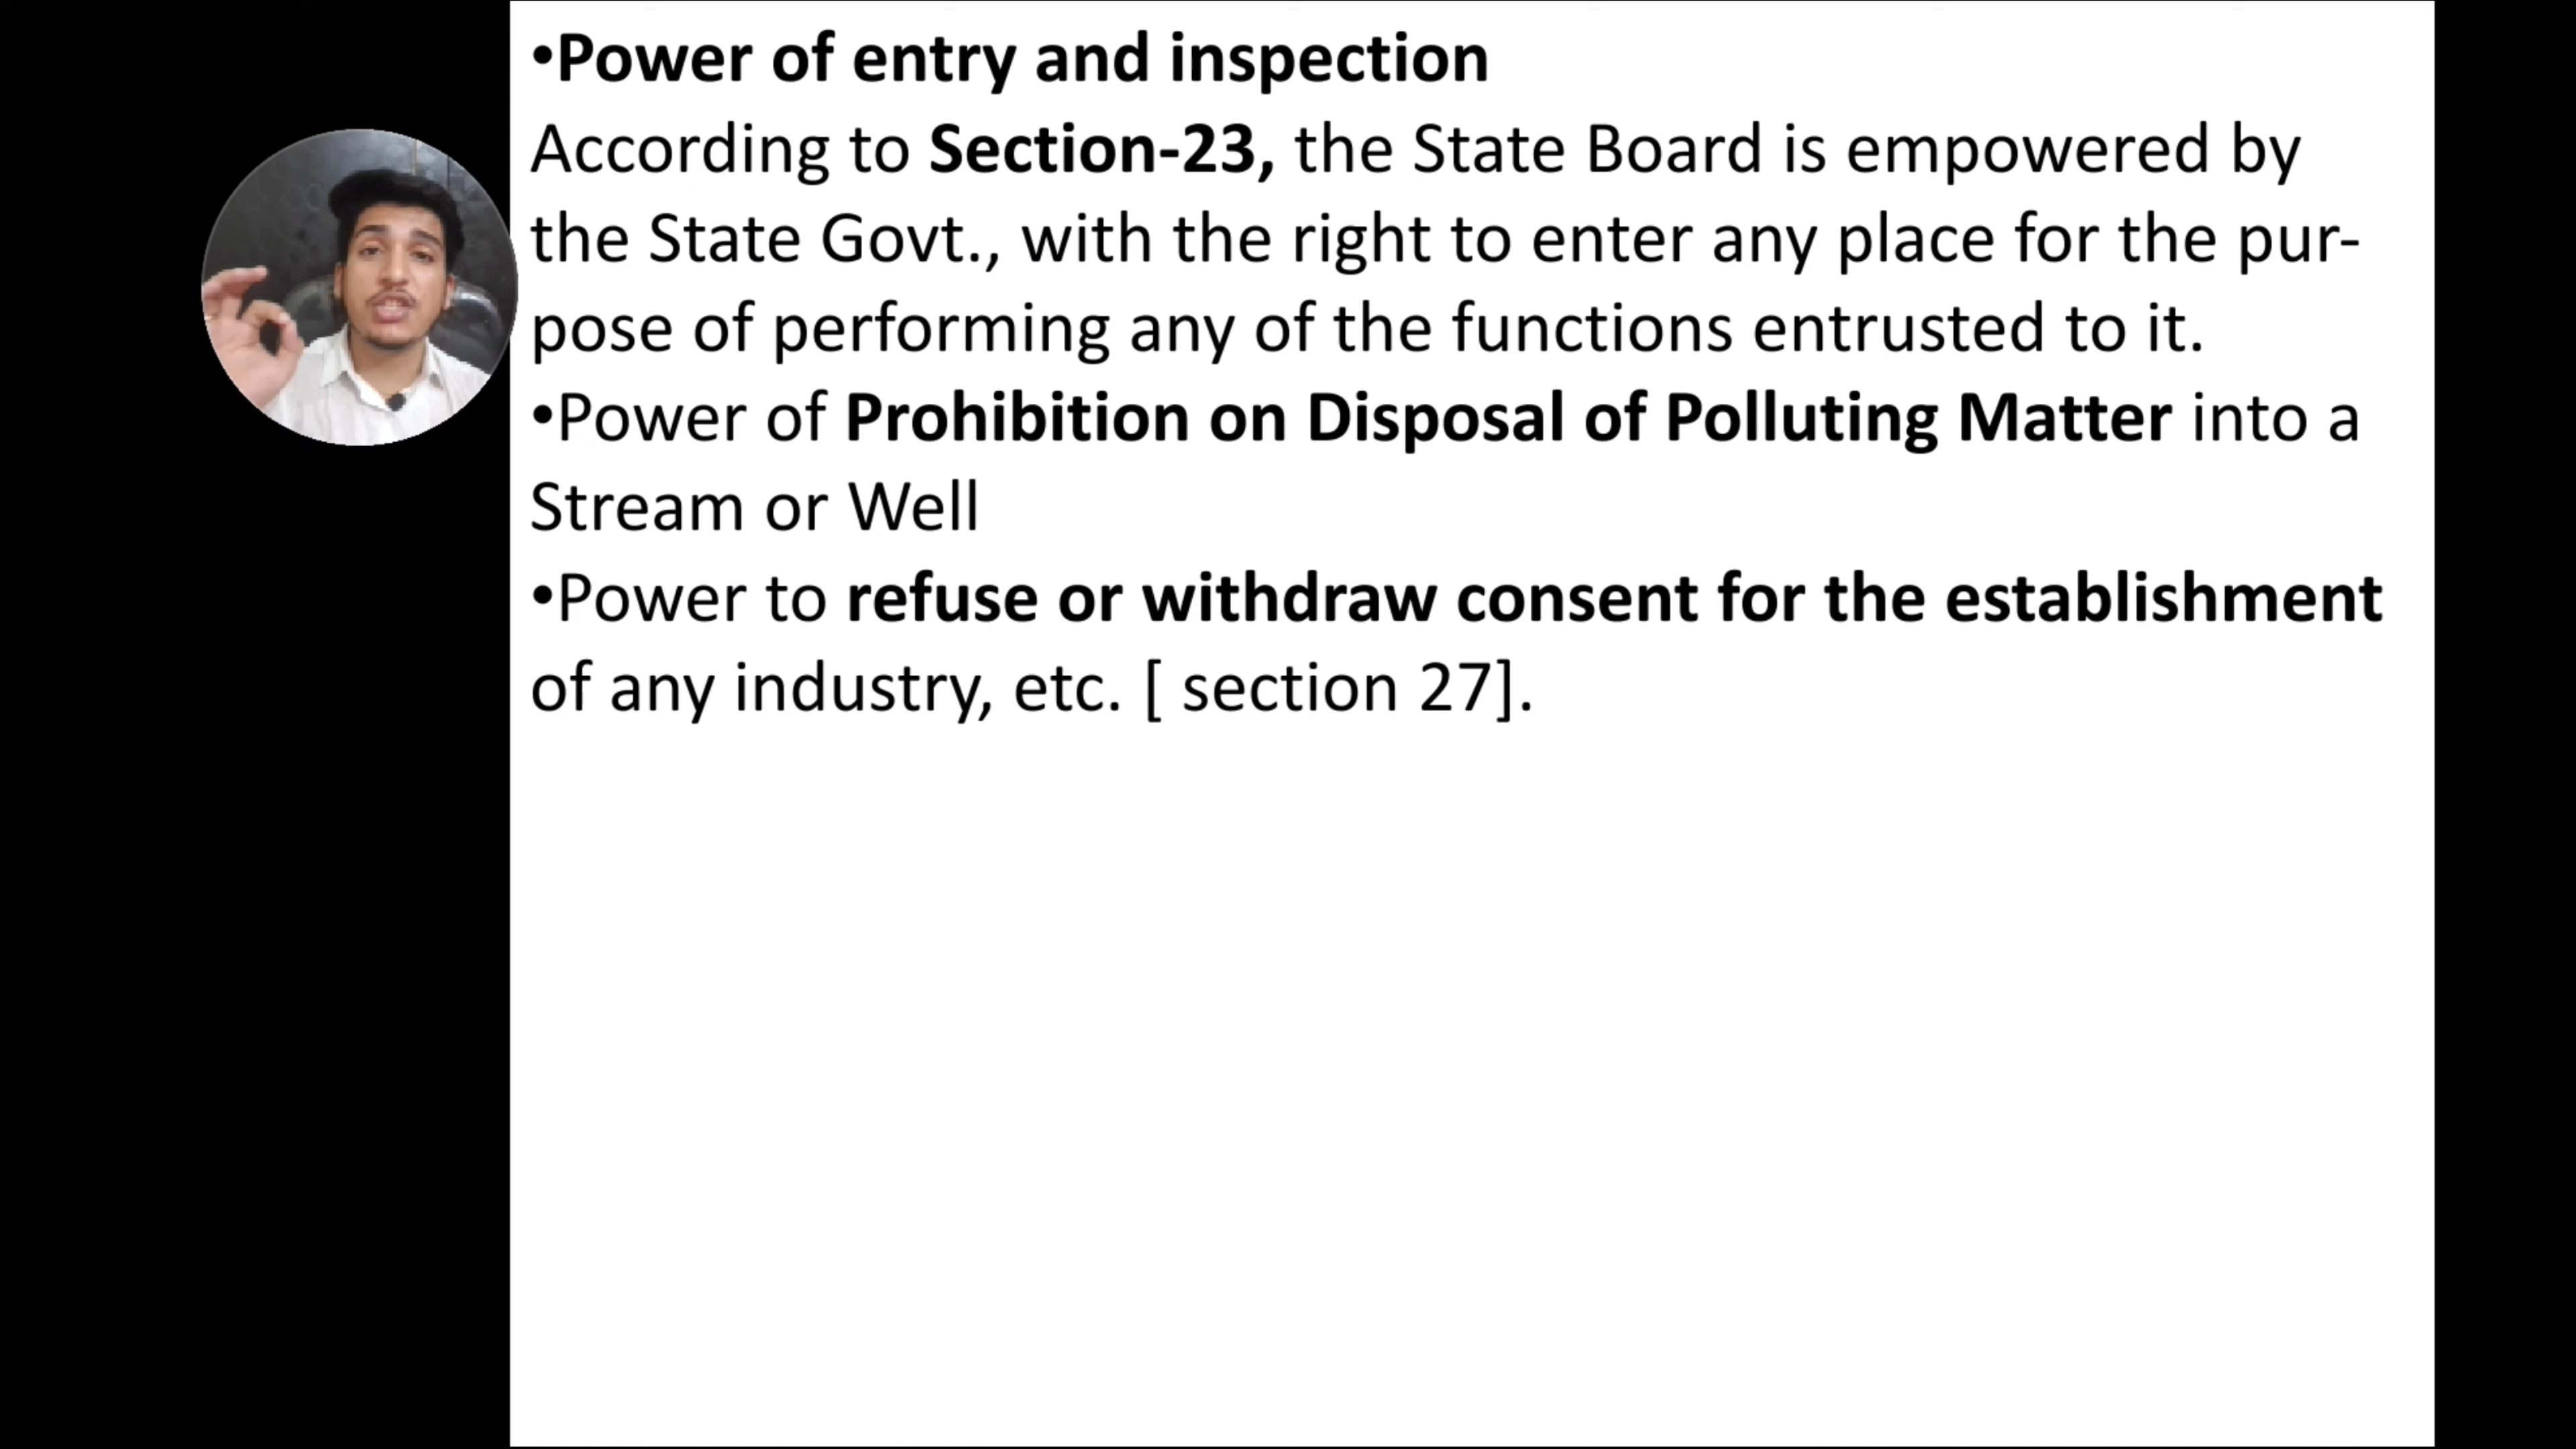 •Power of entry and inspection
According to Section-23, the State Board is empowered by
the State Govt., with the right to enter any place for the pur-
pose of performing any of the functions entrusted to it.
•Power of Prohibition on Disposal of Polluting Matter into a
Stream or Well
•Power to refuse or withdraw consent for the establishment
of any industry, etc. [ section 27].